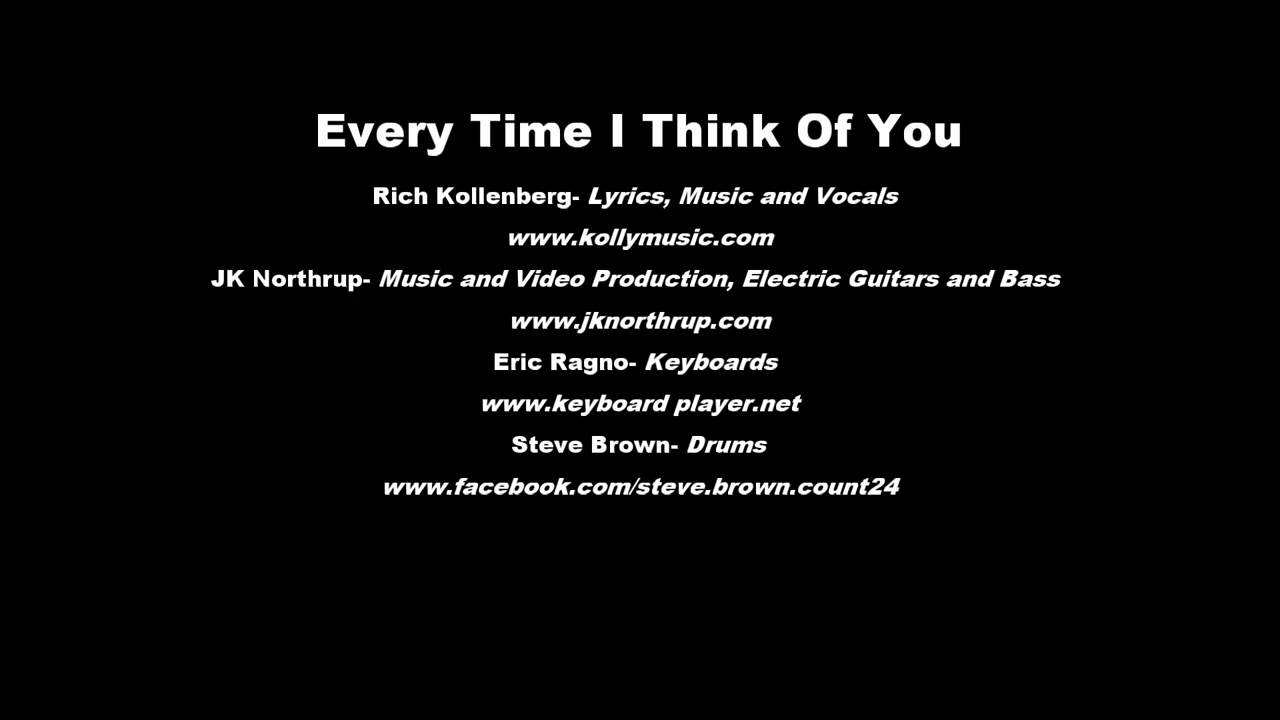 Every Time I Think Of You
Rich Kollenberg- Lyrics, Music and Vocals
www.kollymusic.com
JK Northrup- Music and Video Production, Electric Guitars and Bass
www.jknorthrup.com
Eric Ragno- Keyboards
www.keyboard player.net
Steve Brown- Drums
www.facebook.com/steve.brown.count24